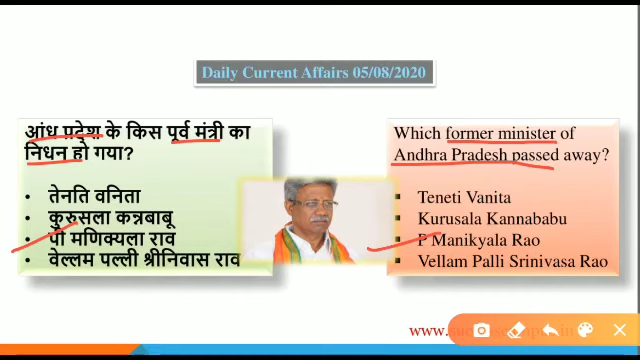 Daily Current Affairs 05/08/2020
आंध्र प्रदेश के किस पूर्व मंत्री का
निधन हो गया?
• तेनति वनिता
• कुरुसला कन्नबाबू
• पी मणिक्यला राव
• वेल्लम पल्ली श्रीनिवास राव
Which former minister of
Andhra Pradesh passed away?
▪ Teneti Vanita
▪ Kurusala Kannababu
▪ P Manikyala Rao
▪ Vellam Palli Srinivasa Rao